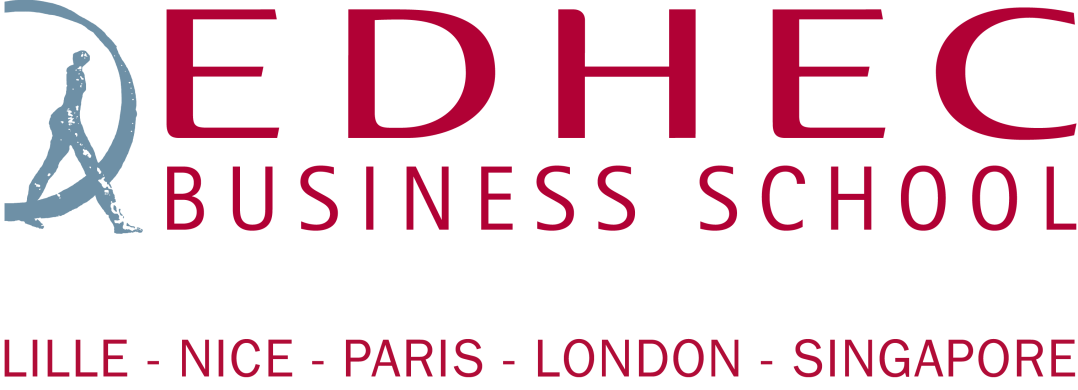 EDHEC
BUSINESS SCHOOL
LILLE - NICE - PARIS - LONDON - SINGAPORE